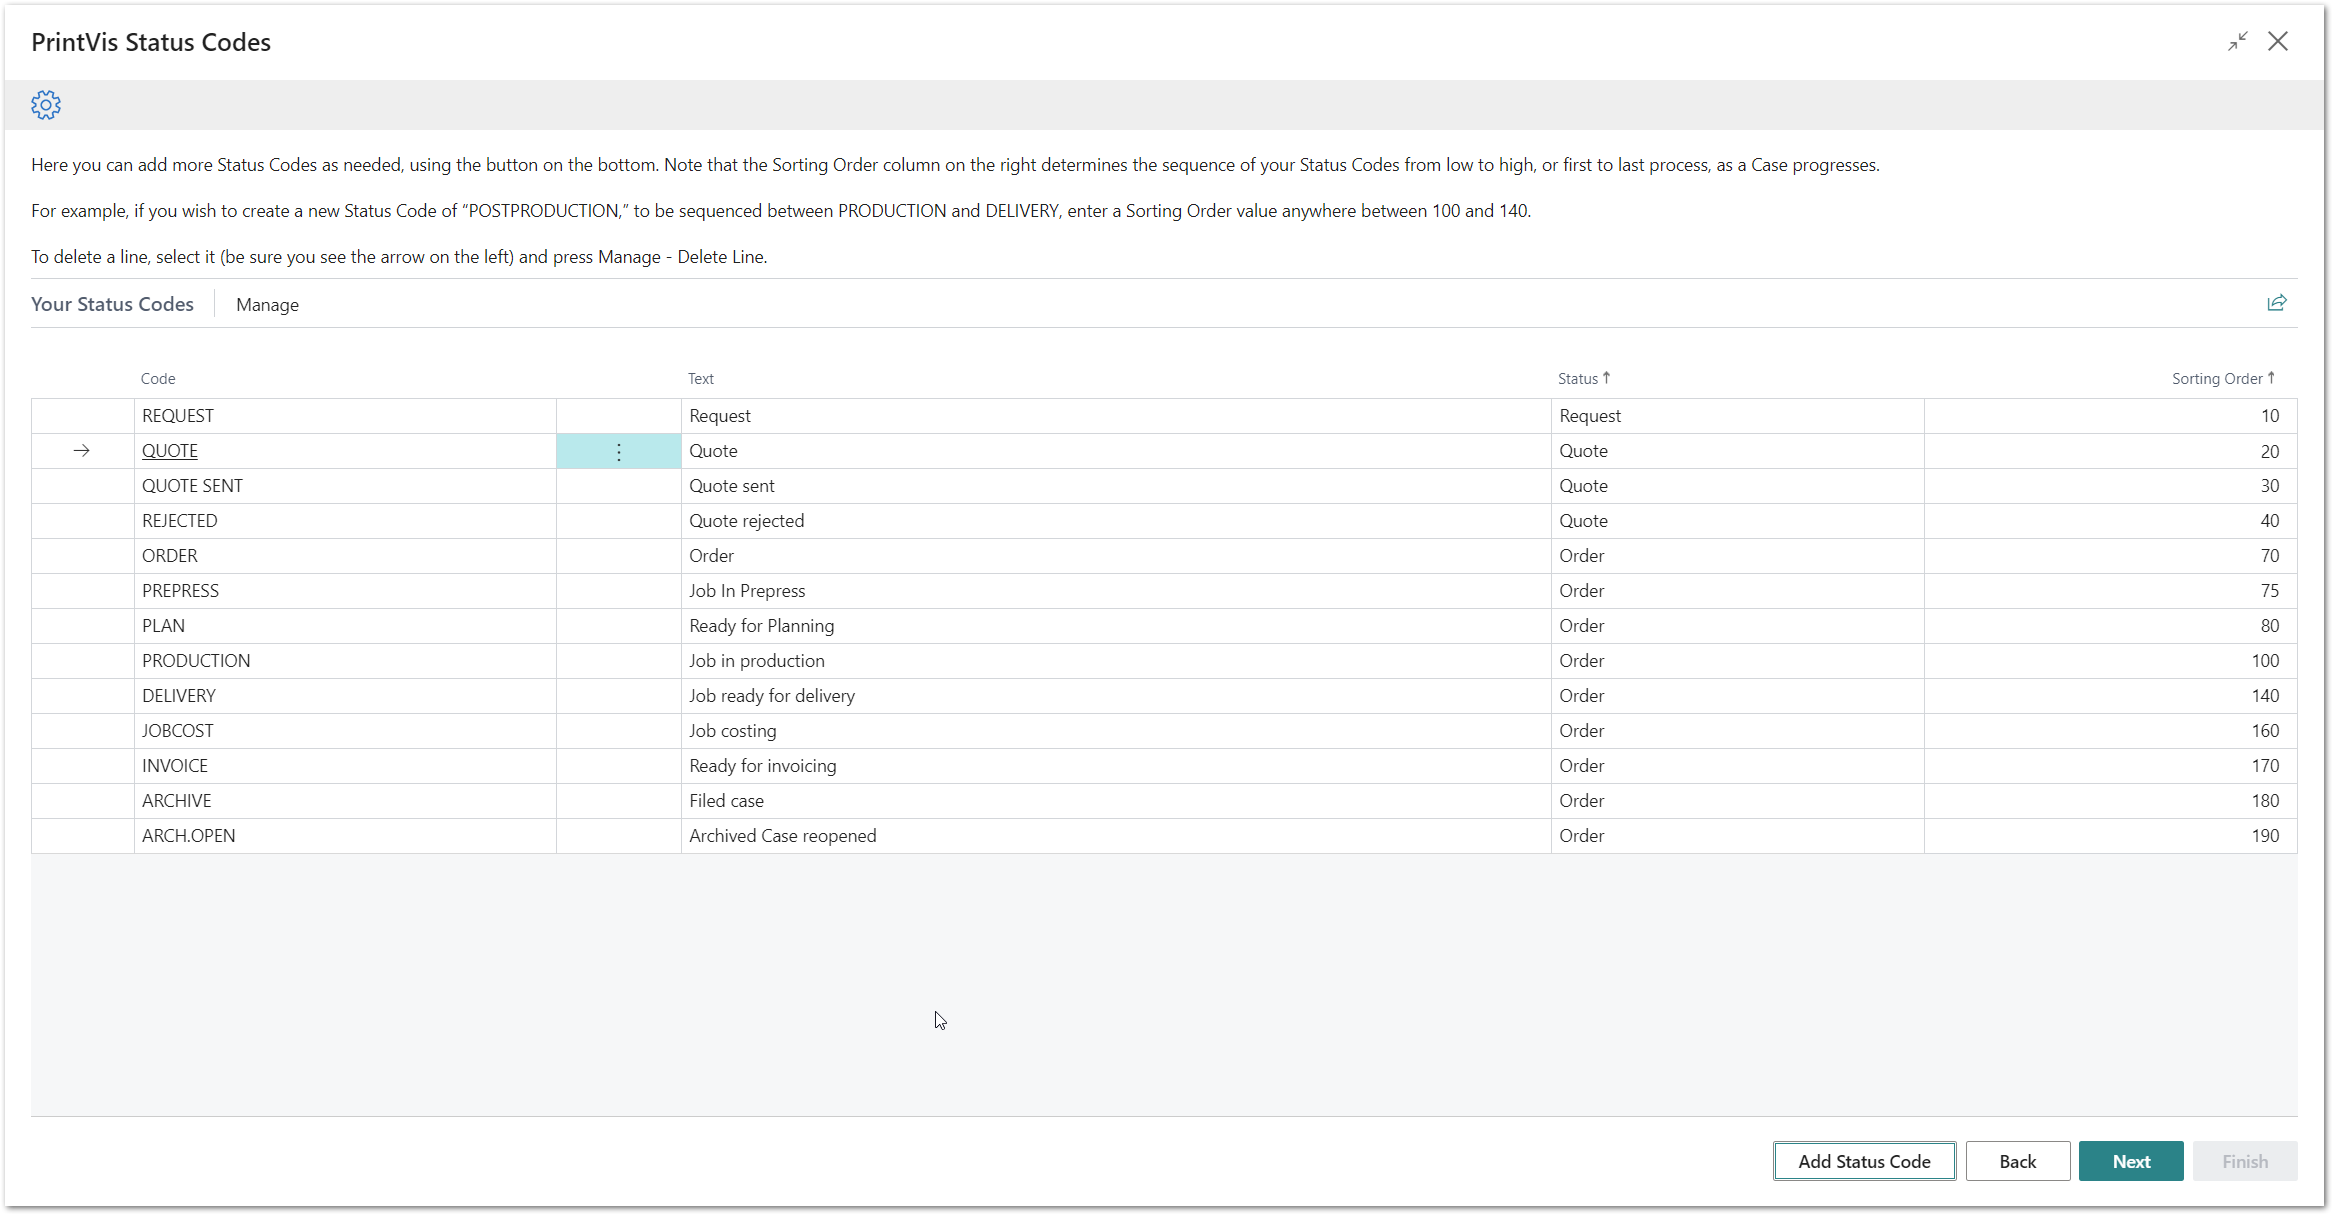 PrintVis Status Codes
Here you can add more Status Codes as needed, using the button on the bottom. Note that the Sorting Order column on the right determines the sequence of your Status Codes from low to high, or first to last process, as a Case progresses.
For example, if you wish to create a new Status Code of “POSTPRODUCTION,” to be sequenced between PRODUCTION and DELIVERY, enter a Sorting Order value anywhere between 100 and 140.
To delete a line, select it (be sure you see the arrow on the left) and press Manage - Delete Line.
Your Status Codes Manage
Code Text Status ↑ Sorting Order ↑
REQUEST Request Request 10
→ QUOTE ⋮ Quote Quote 20
QUOTE SENT Quote sent Quote 30
REJECTED Quote rejected Quote 40
ORDER Order Order 70
PREPRESS Job In Prepress Order 75
PLAN Ready for Planning Order 80
PRODUCTION Job in production Order 100
DELIVERY Job ready for delivery Order 140
JOBCOST Job costing Order 160
INVOICE Ready for invoicing Order 170
ARCHIVE Filed case Order 180
ARCH.OPEN Archived Case reopened Order 190
Add Status Code Back Next Finish